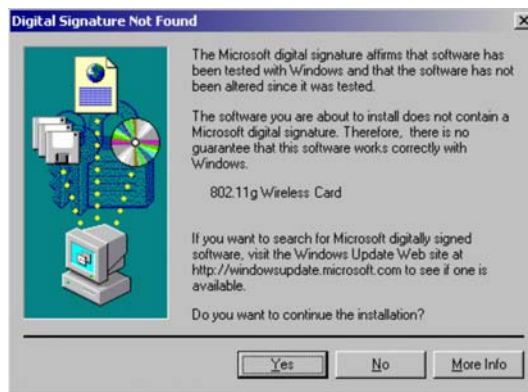 Digital Signature Not Found
The Microsoft digital signature affirms that software has
been tested with Windows and that the software has not
been altered since it was tested.
The software you are about to install does not contain a
Microsoft digital signature. Therefore, there is no
guarantee that this software works correctly with
Windows.
802.11g Wireless Card
If you want to search for Microsoft digitally signed
software, visit the Windows Update Web site at
http://windowsupdate.microsoft.com to see if one is
available.
Do you want to continue the installation?
Yes No More Info